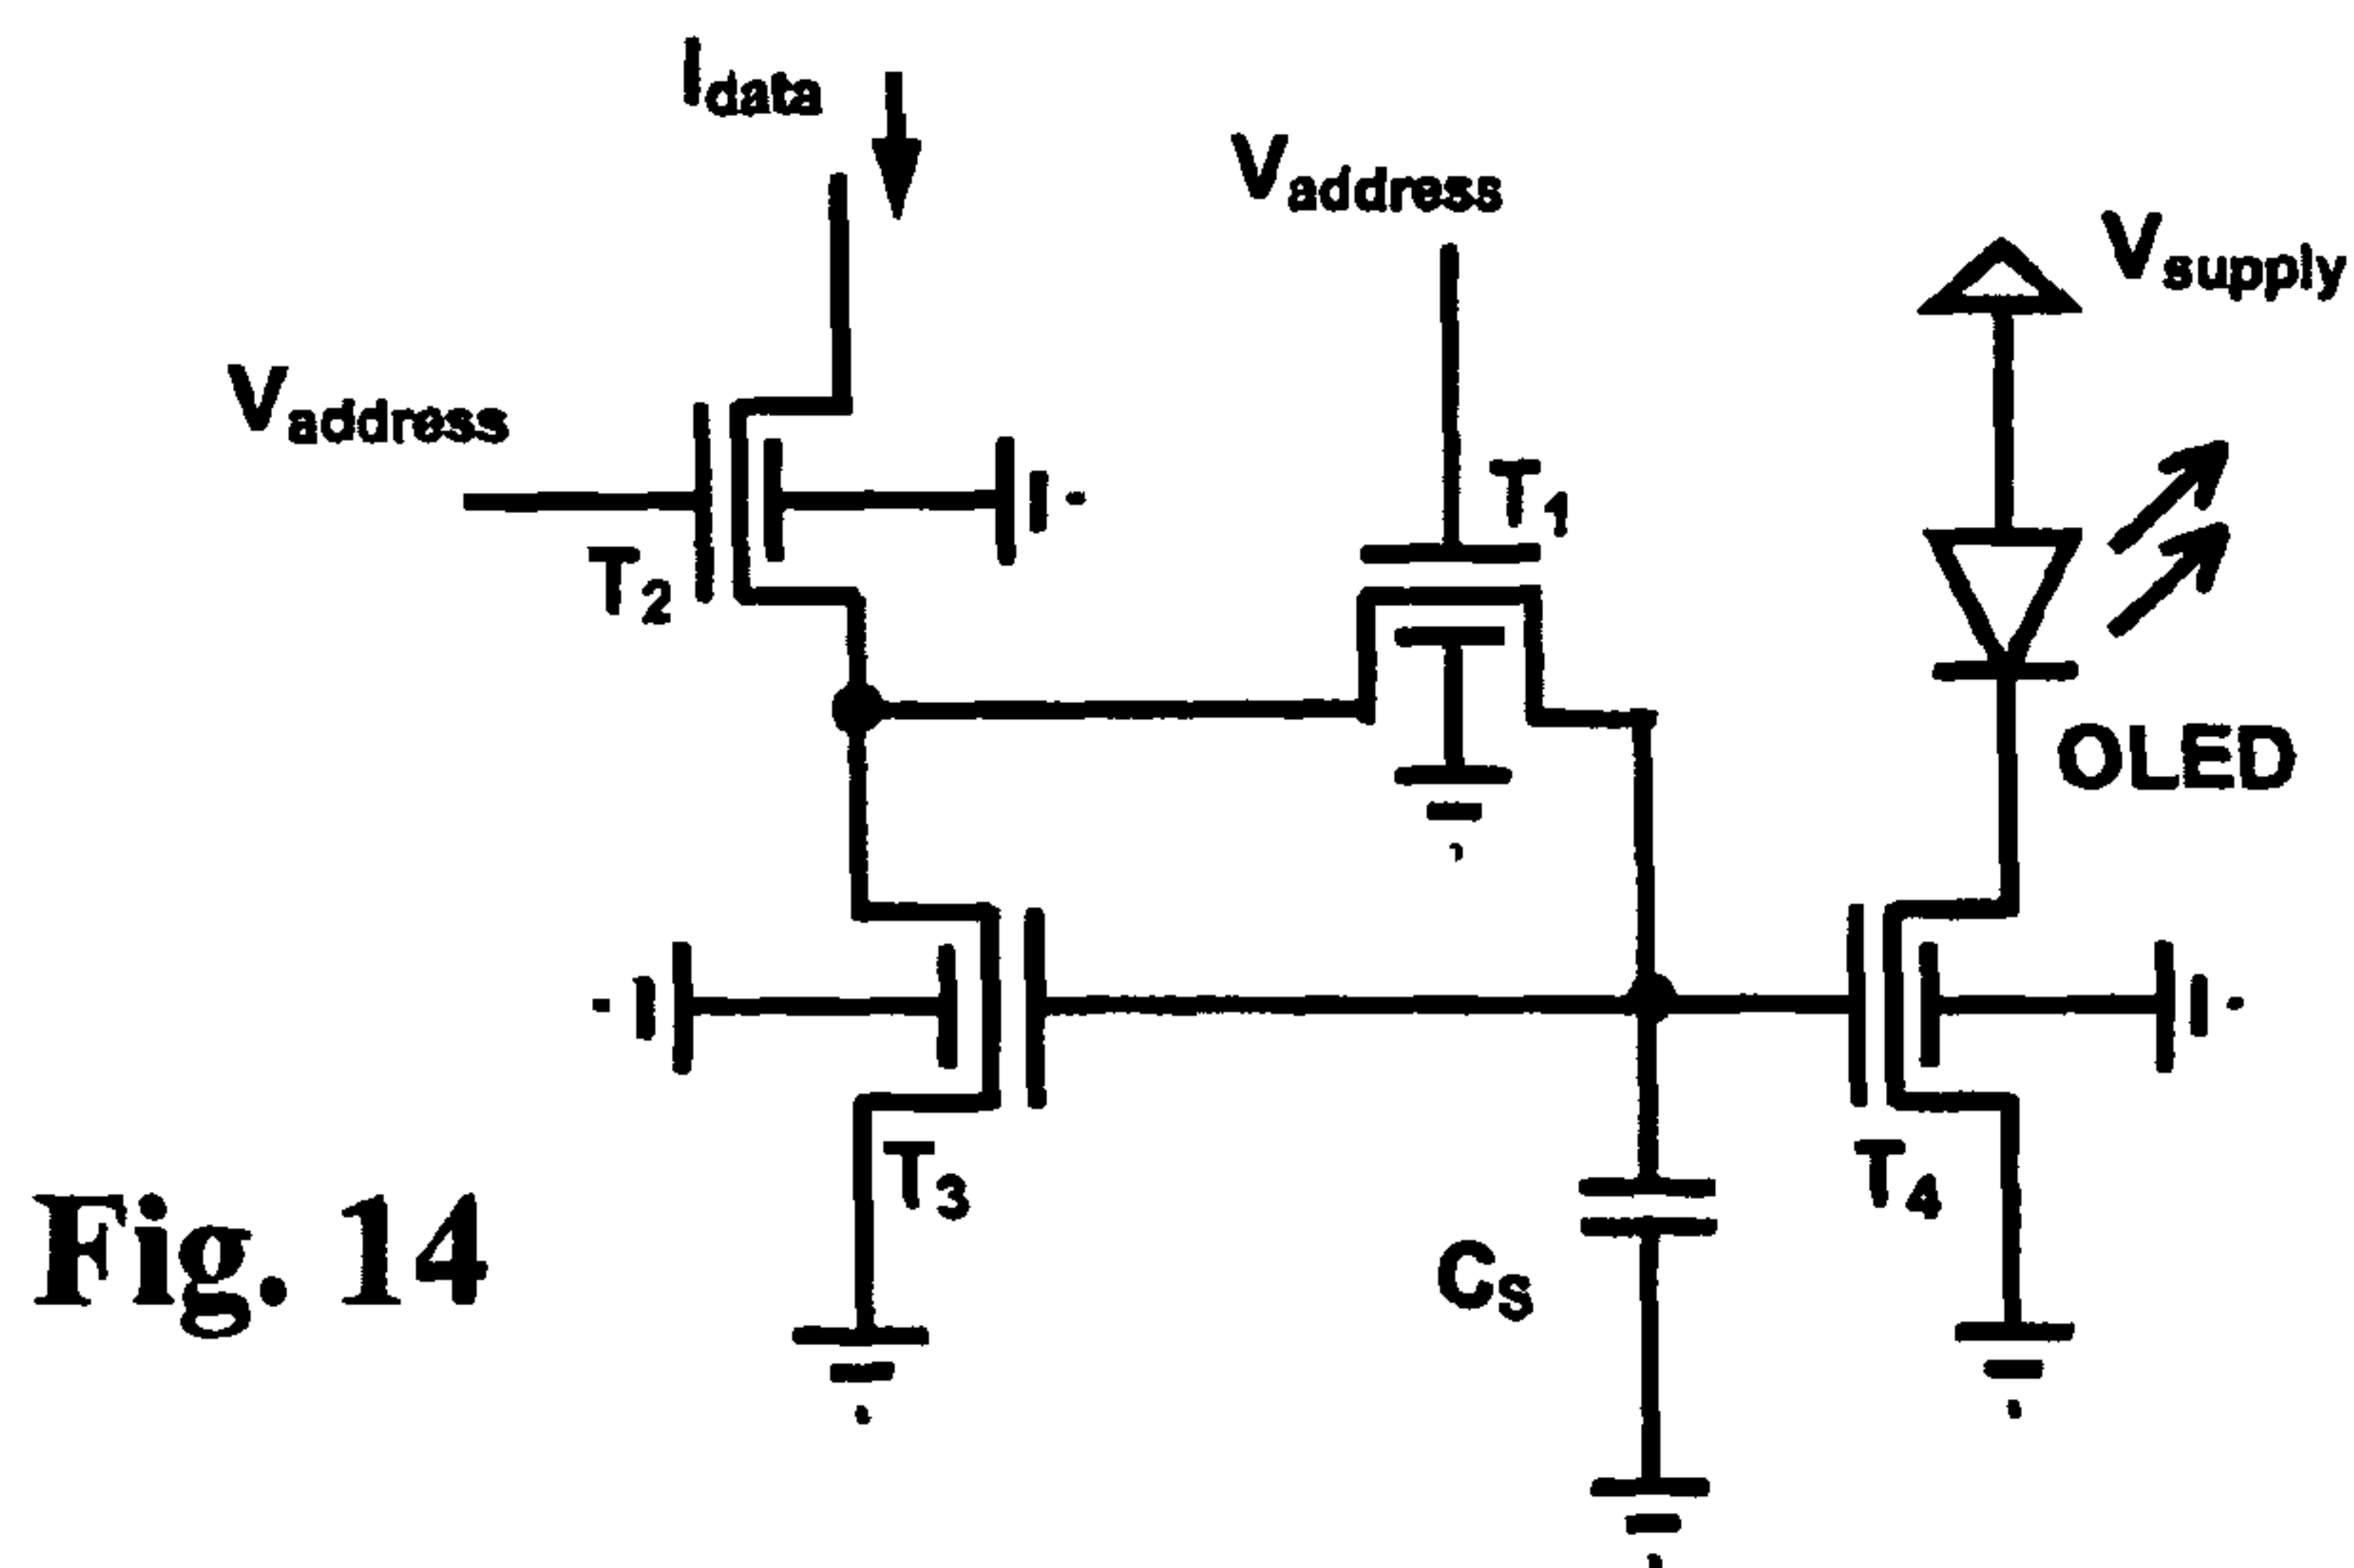 Idata
Vaddress
Vsupply
Vaddress
T1
T2
OLED
T3
T4
Fig. 14
Cs